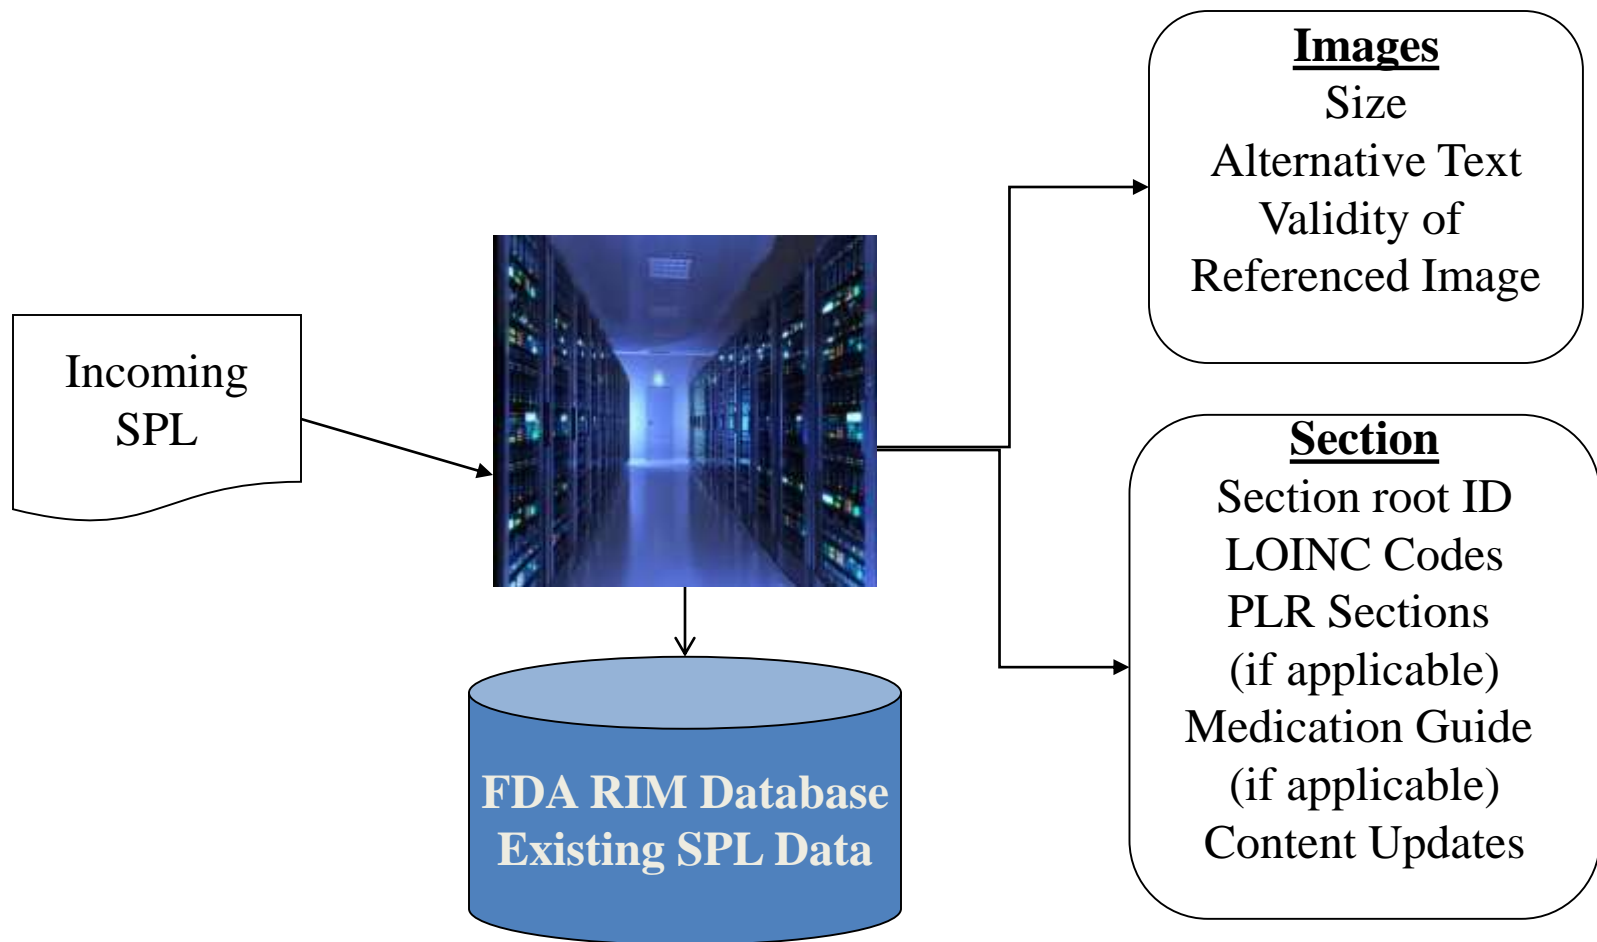 Incoming
SPL
FDA RIM Database
Existing SPL Data
Images
Size
Alternative Text
Validity of
Referenced Image
Section
Section root ID
LOINC Codes
PLR Sections
(if applicable)
Medication Guide
(if applicable)
Content Updates